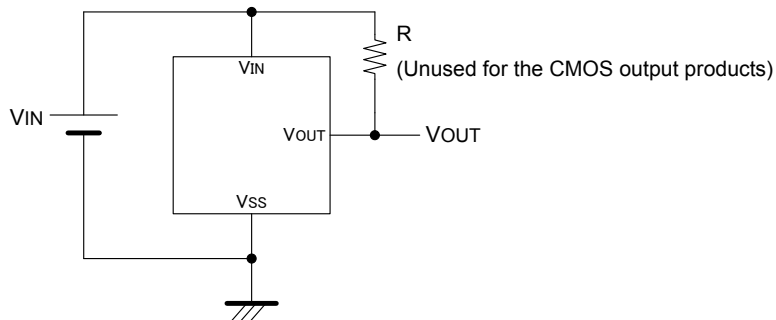 R
(Unused for the CMOS output products)
VIN
VIN
VOUT
VOUT
VSS